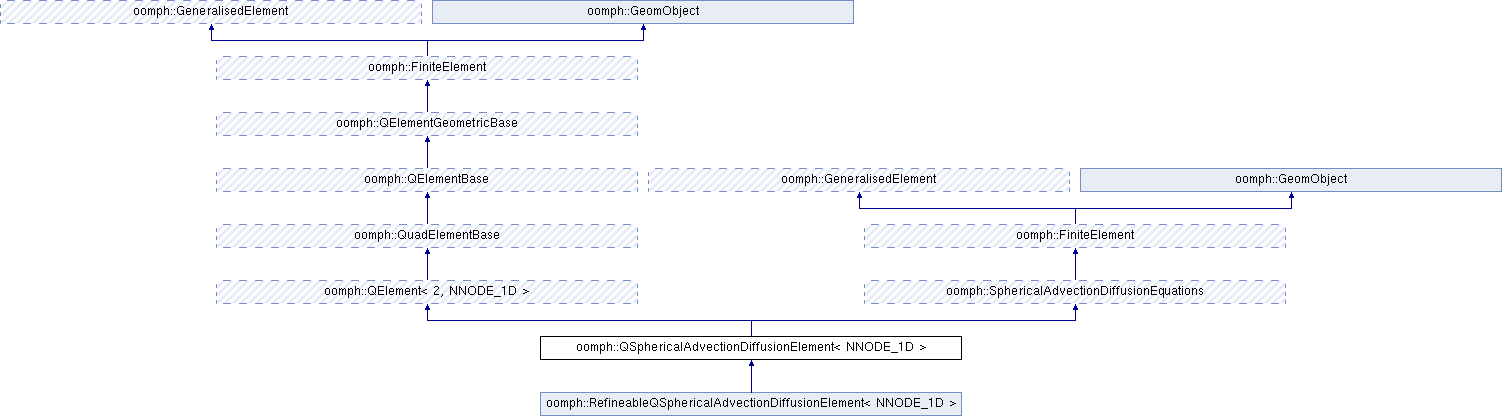 oomph::GeneralisedElement
oomph::GeomObject
oomph::FiniteElement
oomph::QElementGeometricBase
oomph::QElementBase
oomph::GeneralisedElement
oomph::GeomObject
oomph::QuadElementBase
oomph::FiniteElement
oomph::QElement< 2, NNODE_1D >
oomph::SphericalAdvectionDiffusionEquations
oomph::QSphericalAdvectionDiffusionElement< NNODE_1D >
oomph::RefineableQSphericalAdvectionDiffusionElement< NNODE_1D >